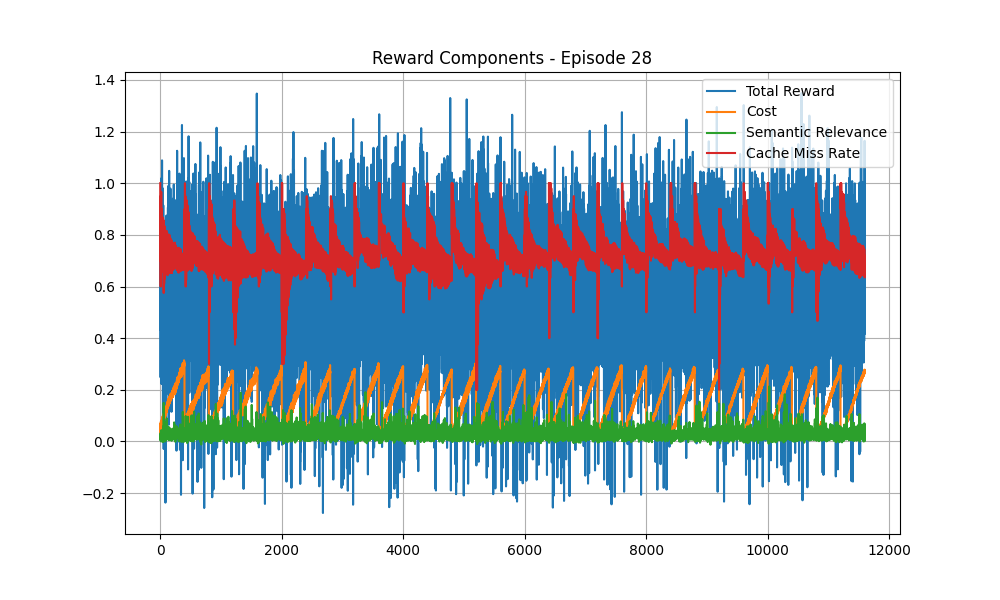 Reward Components - Episode 28
Total Reward
Cost
Semantic Relevance
Cache Miss Rate
1.4
1.2
1.0
0.8
0.6
0.4
0.2
0.0
−0.2
0 2000 4000 6000 8000 10000 12000